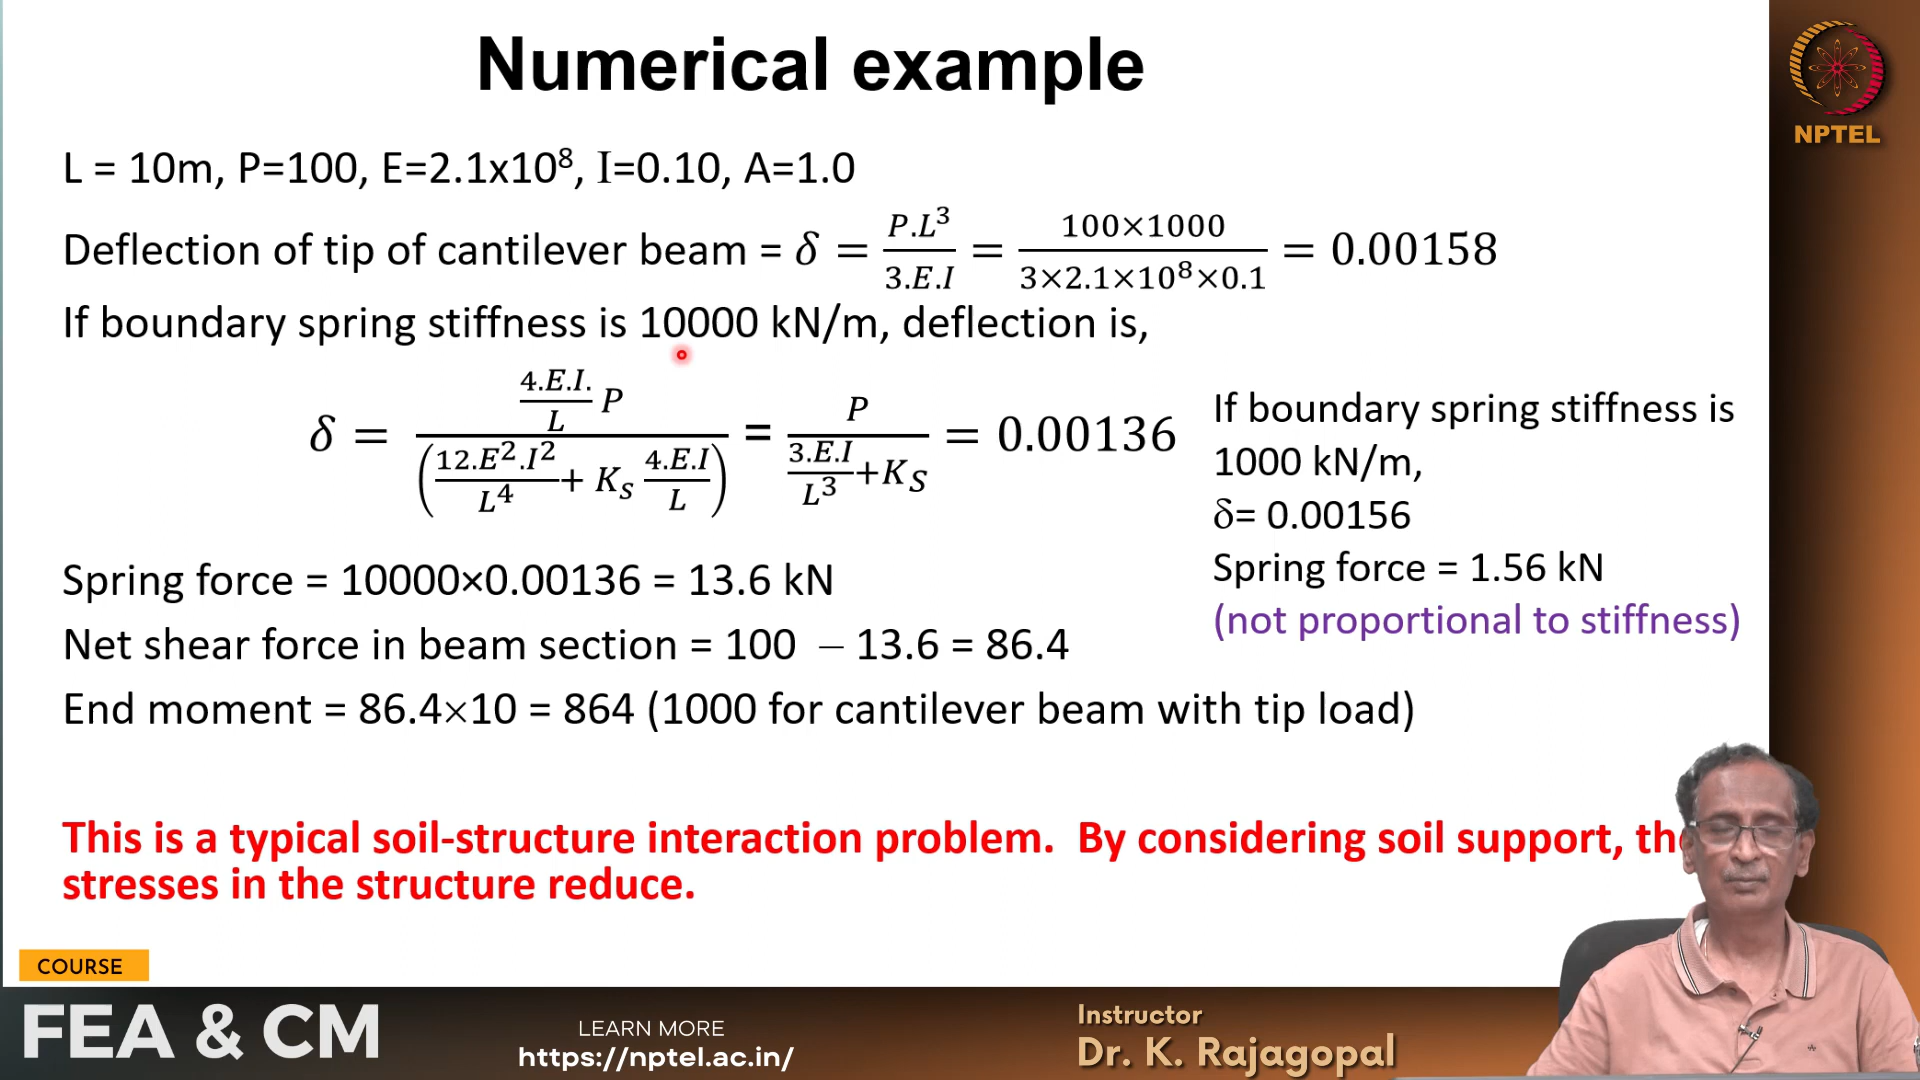 Numerical example
NPTEL
L = 10m, P=100, E=2.1x10⁸, I=0.10, A=1.0
Deflection of tip of cantilever beam = δ = P.L³ / 3.E.I = 100×1000 / 3×2.1×10⁸×0.1 = 0.00158
If boundary spring stiffness is 10000 kN/m, deflection is,
δ = (4.E.I. / L) P / (12.E².I² / L⁴ + K_s 4.E.I / L) = P / (3.E.I / L³ + K_S) = 0.00136
If boundary spring stiffness is
1000 kN/m,
δ= 0.00156
Spring force = 1.56 kN
(not proportional to stiffness)
Spring force = 10000×0.00136 = 13.6 kN
Net shear force in beam section = 100 – 13.6 = 86.4
End moment = 86.4×10 = 864 (1000 for cantilever beam with tip load)
This is a typical soil-structure interaction problem. By considering soil support, the
stresses in the structure reduce.
COURSE
FEA & CM
LEARN MORE
https://nptel.ac.in/
Instructor
Dr. K. Rajagopal